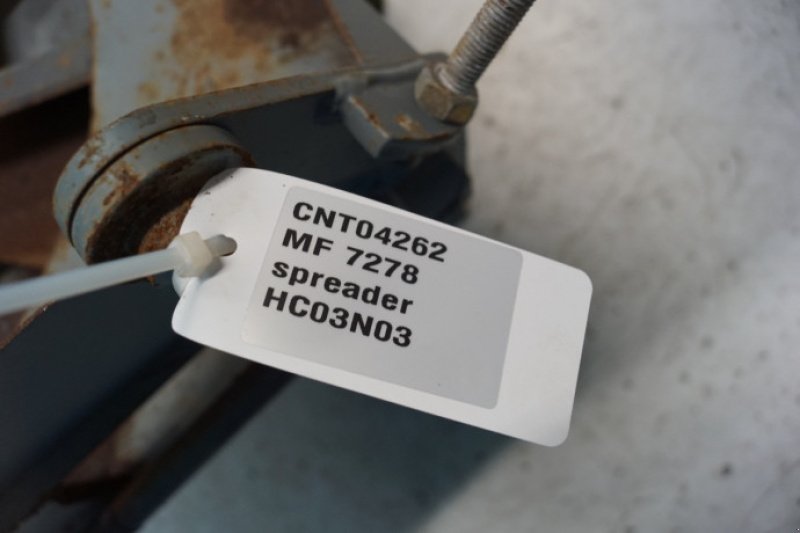 CNT04262
MF 7278
spreader
HC03N03